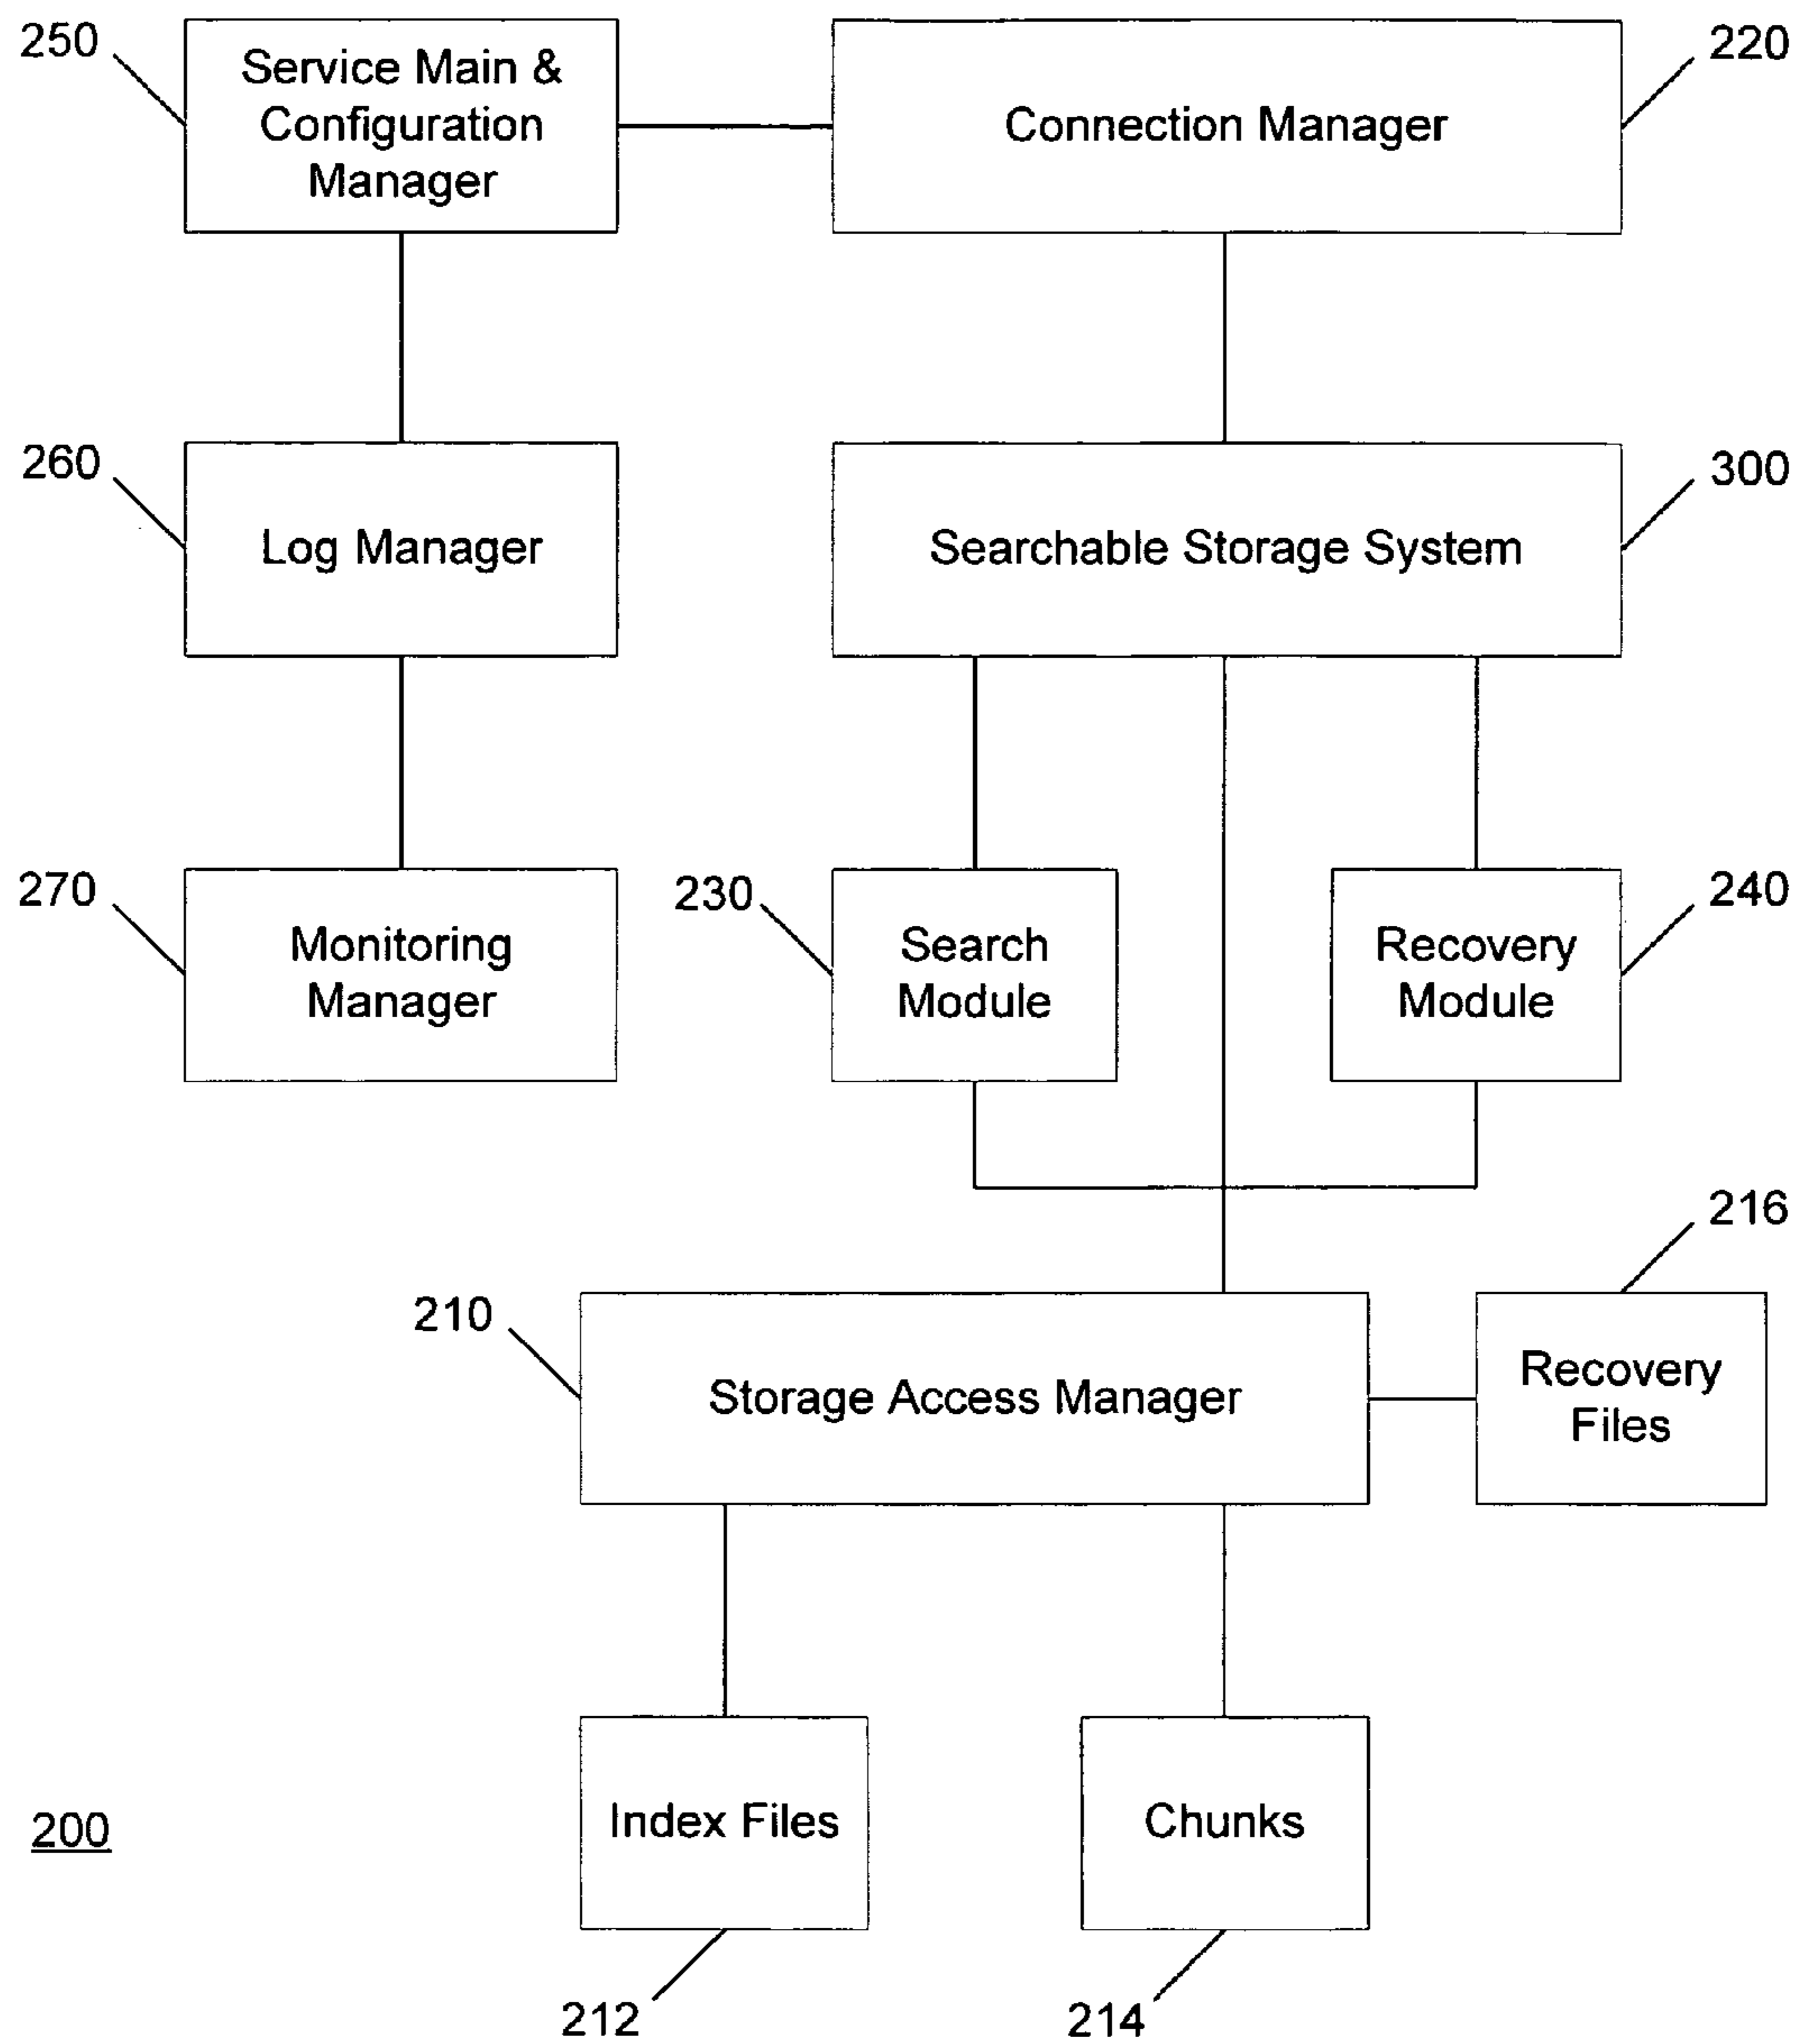 250
Service Main &
Configuration
Manager
Connection Manager
220
260
Log Manager
Searchable Storage System
300
270
Monitoring
Manager
230
Search
Module
Recovery
Module
240
216
210
Storage Access Manager
Recovery
Files
Index Files
Chunks
200
212
214